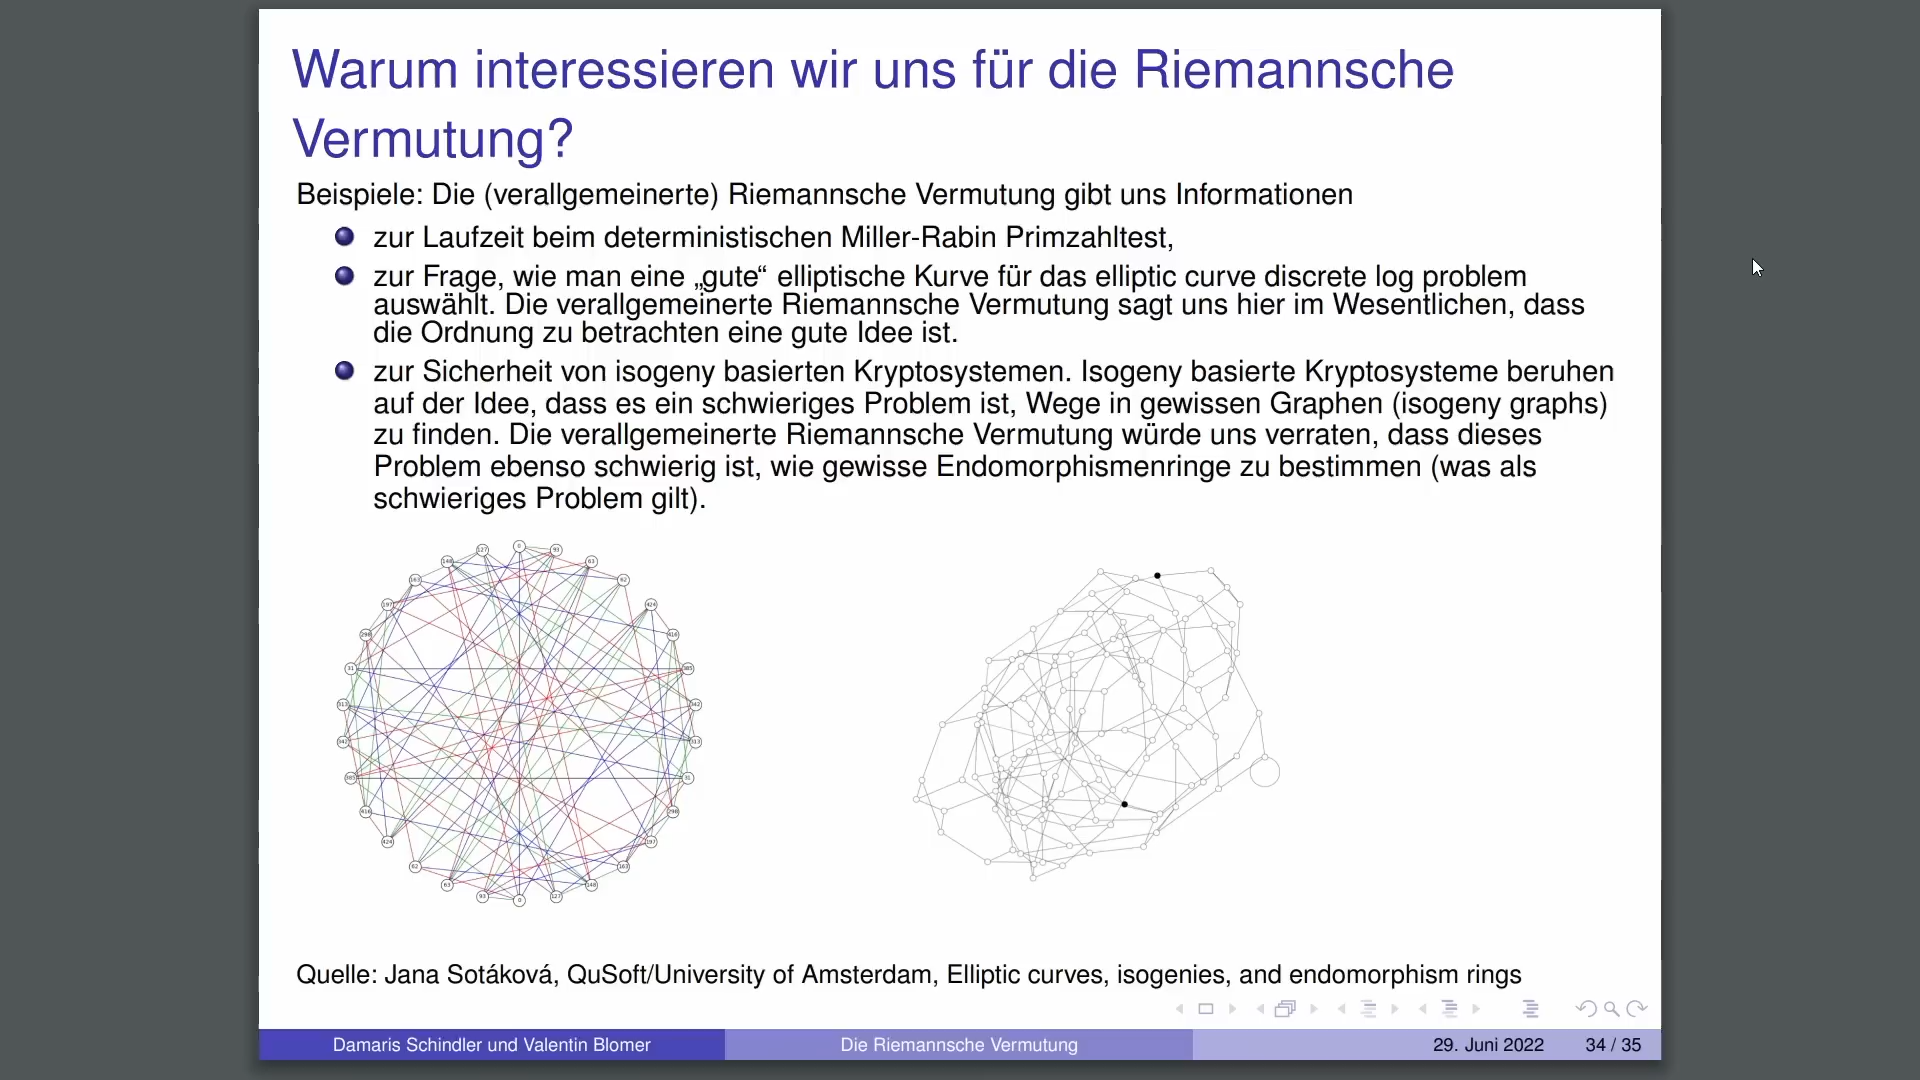 Warum interessieren wir uns für die Riemannsche
Vermutung?
Beispiele: Die (verallgemeinerte) Riemannsche Vermutung gibt uns Informationen
zur Laufzeit beim deterministischen Miller-Rabin Primzahltest,
zur Frage, wie man eine „gute“ elliptische Kurve für das elliptic curve discrete log problem
auswählt. Die verallgemeinerte Riemannsche Vermutung sagt uns hier im Wesentlichen, dass
die Ordnung zu betrachten eine gute Idee ist.
zur Sicherheit von isogeny basierten Kryptosystemen. Isogeny basierte Kryptosysteme beruhen
auf der Idee, dass es ein schwieriges Problem ist, Wege in gewissen Graphen (isogeny graphs)
zu finden. Die verallgemeinerte Riemannsche Vermutung würde uns verraten, dass dieses
Problem ebenso schwierig ist, wie gewisse Endomorphismenringe zu bestimmen (was als
schwieriges Problem gilt).
Quelle: Jana Sotáková, QuSoft/University of Amsterdam, Elliptic curves, isogenies, and endomorphism rings
Damaris Schindler und Valentin Blomer
Die Riemannsche Vermutung
29. Juni 2022
34 / 35